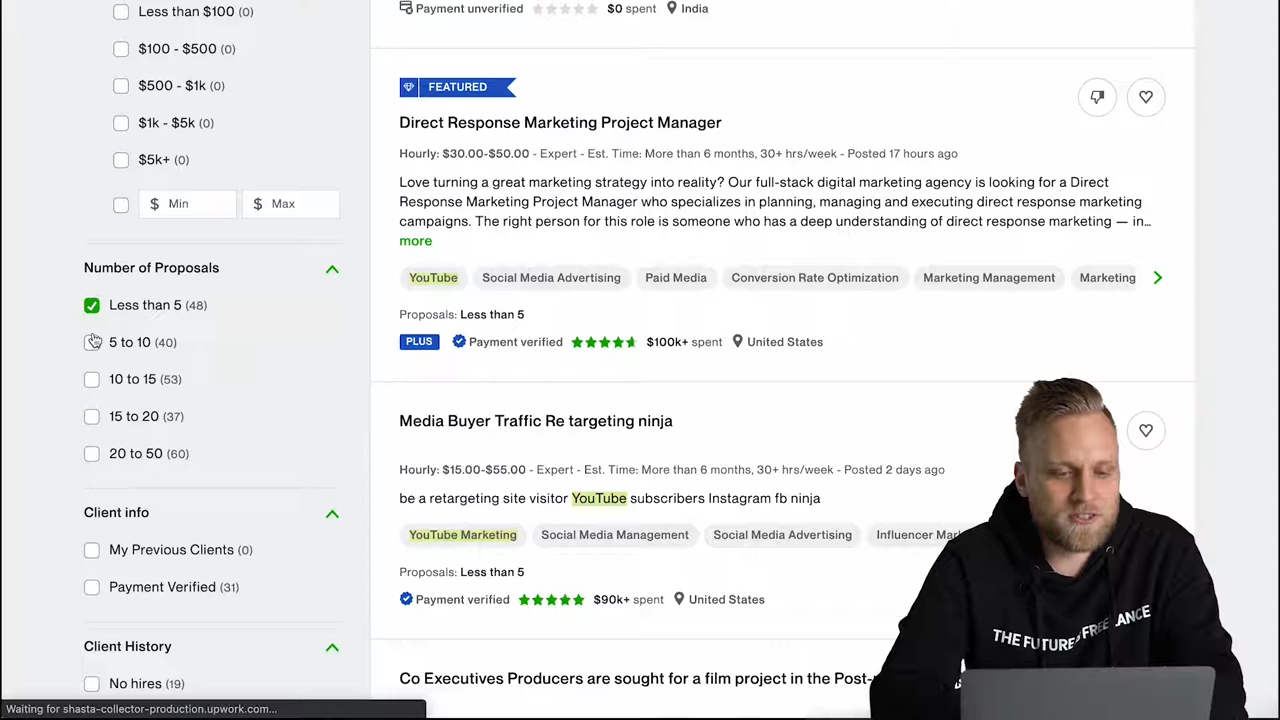 Less than $100 (0)
$100 - $500 (0)
$500 - $1k (0)
$1k - $5k (0)
$5k+ (0)
$ Min
$ Max
Number of Proposals
Less than 5 (48)
5 to 10 (40)
10 to 15 (53)
15 to 20 (37)
20 to 50 (60)
Client info
My Previous Clients (0)
Payment Verified (31)
Client History
No hires (19)
Waiting for shasta-collector-production.upwork.com...
Payment unverified $0 spent India
FEATURED
Direct Response Marketing Project Manager
Hourly: $30.00-$50.00 - Expert - Est. Time: More than 6 months, 30+ hrs/week - Posted 17 hours ago
Love turning a great marketing strategy into reality? Our full-stack digital marketing agency is looking for a Direct
Response Marketing Project Manager who specializes in planning, managing and executing direct response marketing
campaigns. The right person for this role is someone who has a deep understanding of direct response marketing — in…
more
YouTube Social Media Advertising Paid Media Conversion Rate Optimization Marketing Management Marketing
Proposals: Less than 5
PLUS Payment verified $100k+ spent United States
Media Buyer Traffic Re targeting ninja
Hourly: $15.00-$55.00 - Expert - Est. Time: More than 6 months, 30+ hrs/week - Posted 2 days ago
be a retargeting site visitor YouTube subscribers Instagram fb ninja
YouTube Marketing Social Media Management Social Media Advertising Influencer Mark
Proposals: Less than 5
Payment verified $90k+ spent United States
Co Executives Producers are sought for a film project in the Post-
THE FUTURE FREELANCE